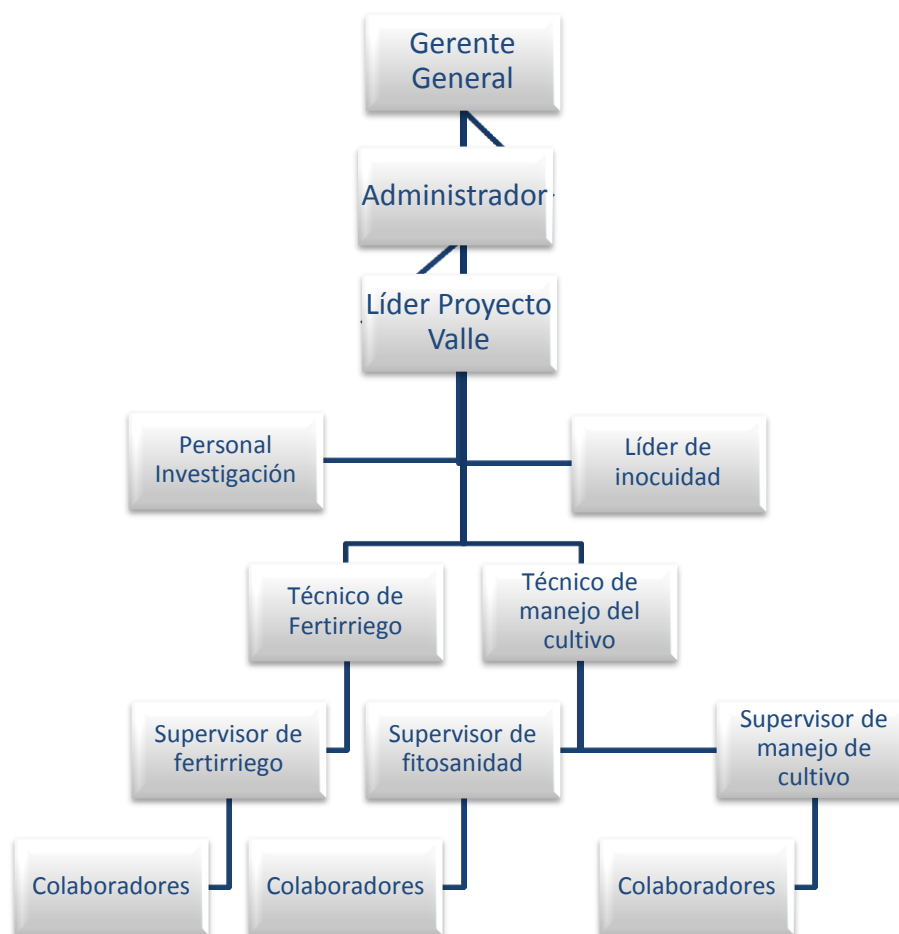 Gerente
General
Administrador
Líder Proyecto
Valle
Personal
Investigación
Líder de
inocuidad
Técnico de
Fertirriego
Técnico de
manejo del
cultivo
Supervisor de
fertirriego
Supervisor de
fitosanidad
Supervisor de
manejo de
cultivo
Colaboradores
Colaboradores
Colaboradores